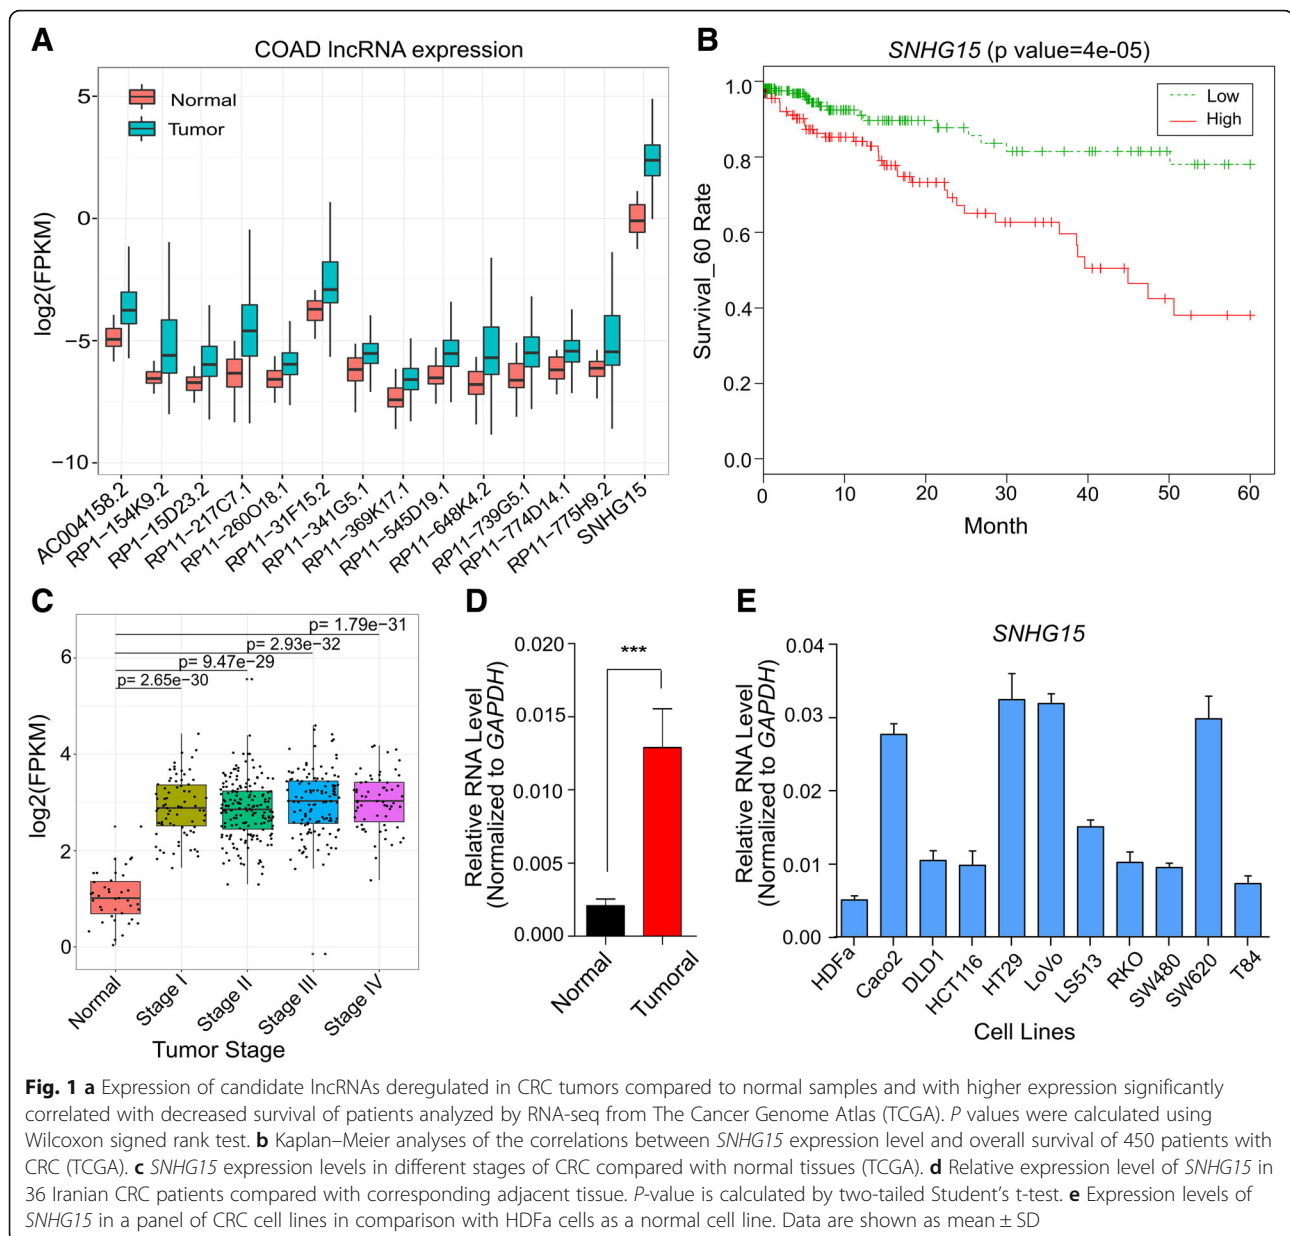 A
COAD lncRNA expression
Normal
Tumor
log2(FPKM)
5
0
−5
−10
AC004158.2
RP1−154K9.2
RP1−15D23.2
RP11−217C7.1
RP11−260O18.1
RP11−31F15.2
RP11−341G5.1
RP11−369K17.1
RP11−545D19.1
RP11−648K4.2
RP11−739G5.1
RP11−774D14.1
RP11−775H9.2
SNHG15
B
SNHG15 (p value=4e-05)
Low
High
Survival_60 Rate
1.0
0.8
0.6
0.4
0.2
0.0
0 10 20 30 40 50 60
Month
C
p= 1.79e−31
p= 2.93e−32
p= 9.47e−29
p= 2.65e−30
log2(FPKM)
6
4
2
0
Normal
Stage I
Stage II
Stage III
Stage IV
Tumor Stage
D
***
Relative RNA Level
(Normalized to GAPDH)
0.020
0.015
0.010
0.005
0.000
Normal
Tumoral
E
SNHG15
Relative RNA Level
(Normalized to GAPDH)
0.04
0.03
0.02
0.01
0.00
HDFa
Caco2
DLD1
HCT116
HT29
LoVo
LS513
RKO
SW480
SW620
T84
Cell Lines
Fig. 1 a Expression of candidate lncRNAs deregulated in CRC tumors compared to normal samples and with higher expression significantly
correlated with decreased survival of patients analyzed by RNA-seq from The Cancer Genome Atlas (TCGA). P values were calculated using
Wilcoxon signed rank test. b Kaplan–Meier analyses of the correlations between SNHG15 expression level and overall survival of 450 patients with
CRC (TCGA). c SNHG15 expression levels in different stages of CRC compared with normal tissues (TCGA). d Relative expression level of SNHG15 in
36 Iranian CRC patients compared with corresponding adjacent tissue. P-value is calculated by two-tailed Student's t-test. e Expression levels of
SNHG15 in a panel of CRC cell lines in comparison with HDFa cells as a normal cell line. Data are shown as mean ± SD